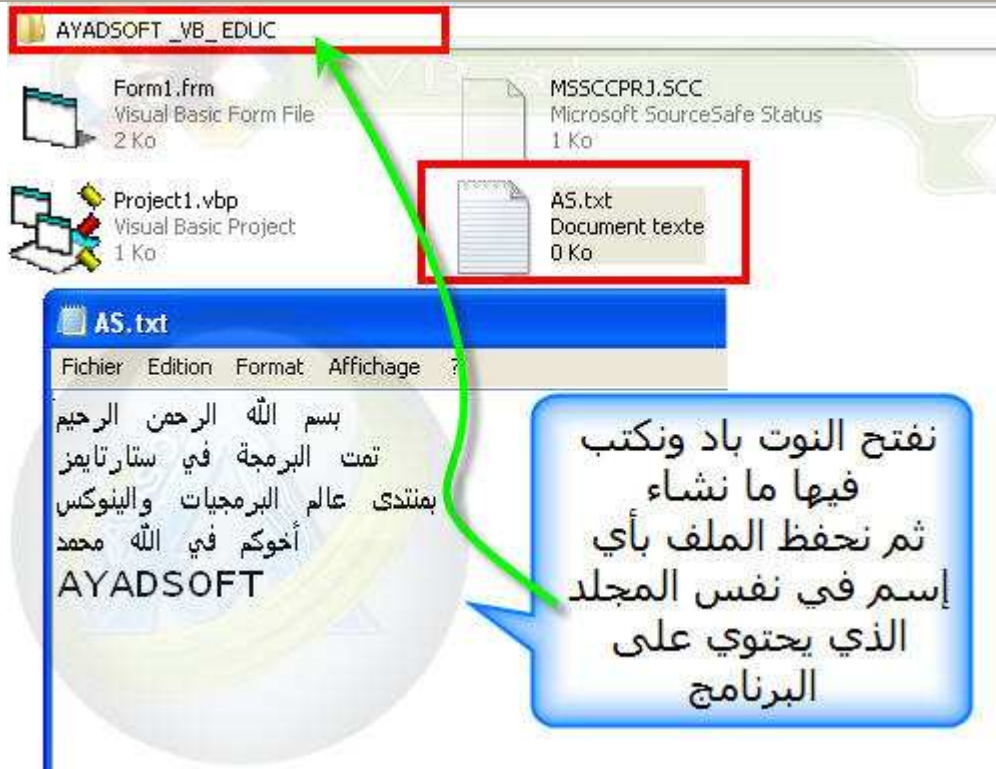 AYADSOFT _VB_ EDUC
Form1.frm
Visual Basic Form File
2 Ko
MSSCCPRJ.SCC
Microsoft SourceSafe Status
1 Ko
Project1.vbp
Visual Basic Project
1 Ko
AS.txt
Document texte
0 Ko
AS.txt
Fichier Edition Format Affichage ?
بسم الله الرحمن الرحيم
تمت البرمجة في ستارتايمز
بمنتدى عالم البرمجيات والينوكس
أخوكم في الله محمد
AYADSOFT
نفتح النوت باد ونكتب
فيها ما نشاء
ثم نحفظ الملف بأي
إسم في نفس المجلد
الذي يحتوي على
البرنامج